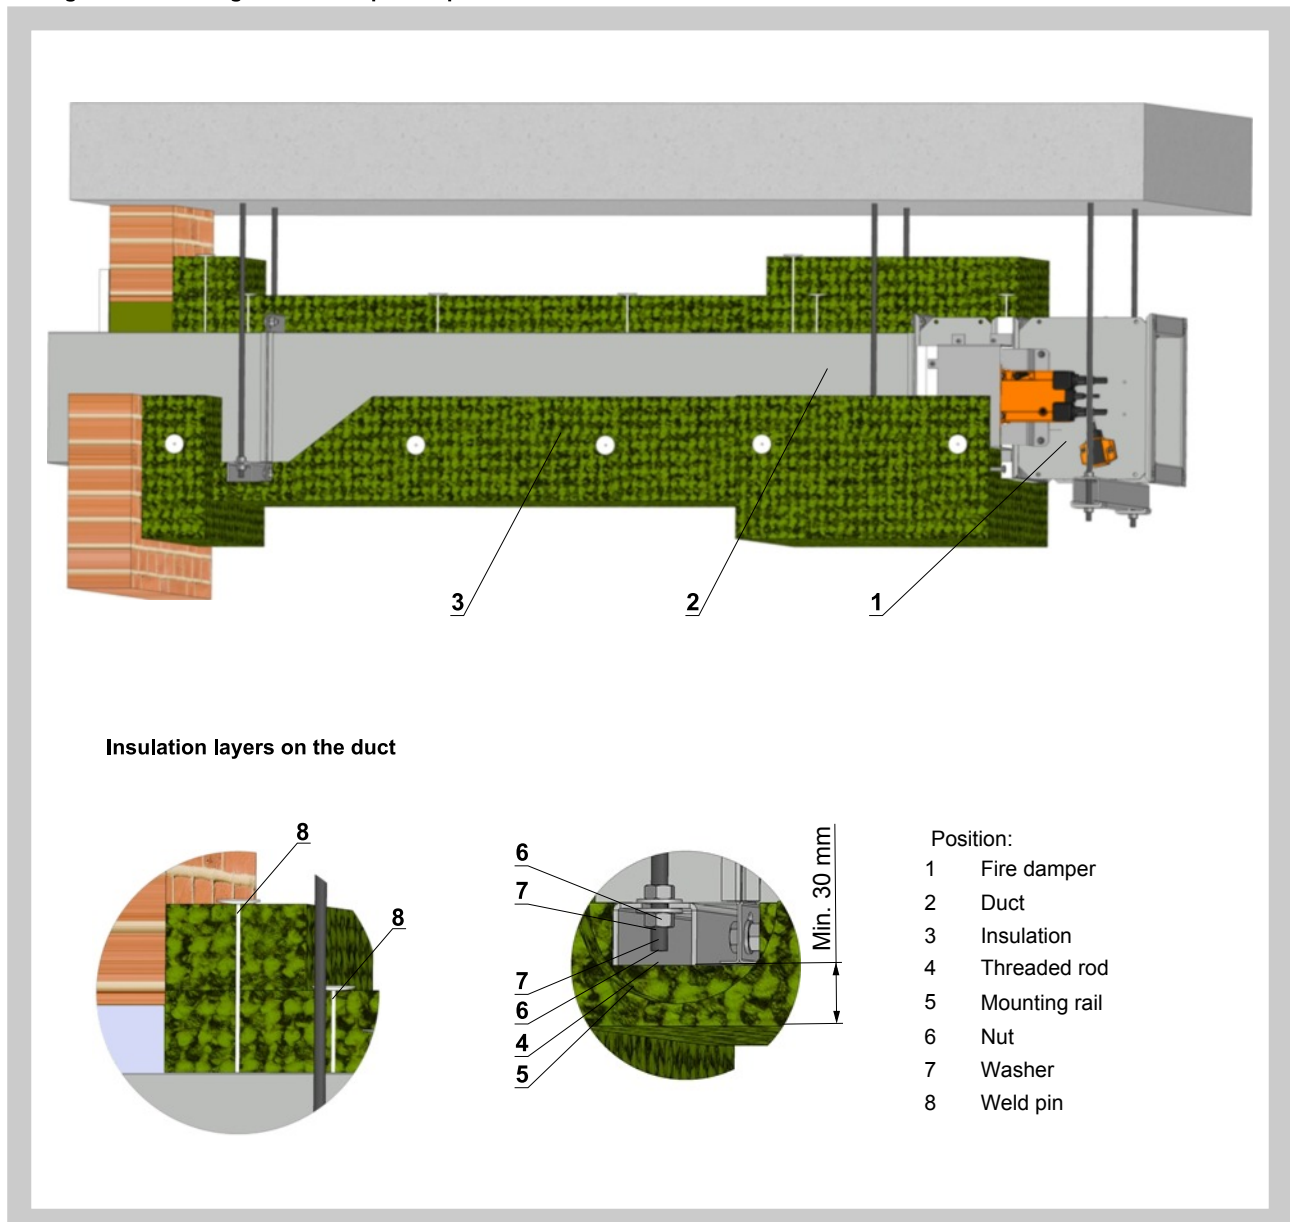 3
2
1
Insulation layers on the duct
8
8
6
7
7
6
4
5
Min. 30 mm
Position:
1 Fire damper
2 Duct
3 Insulation
4 Threaded rod
5 Mounting rail
6 Nut
7 Washer
8 Weld pin